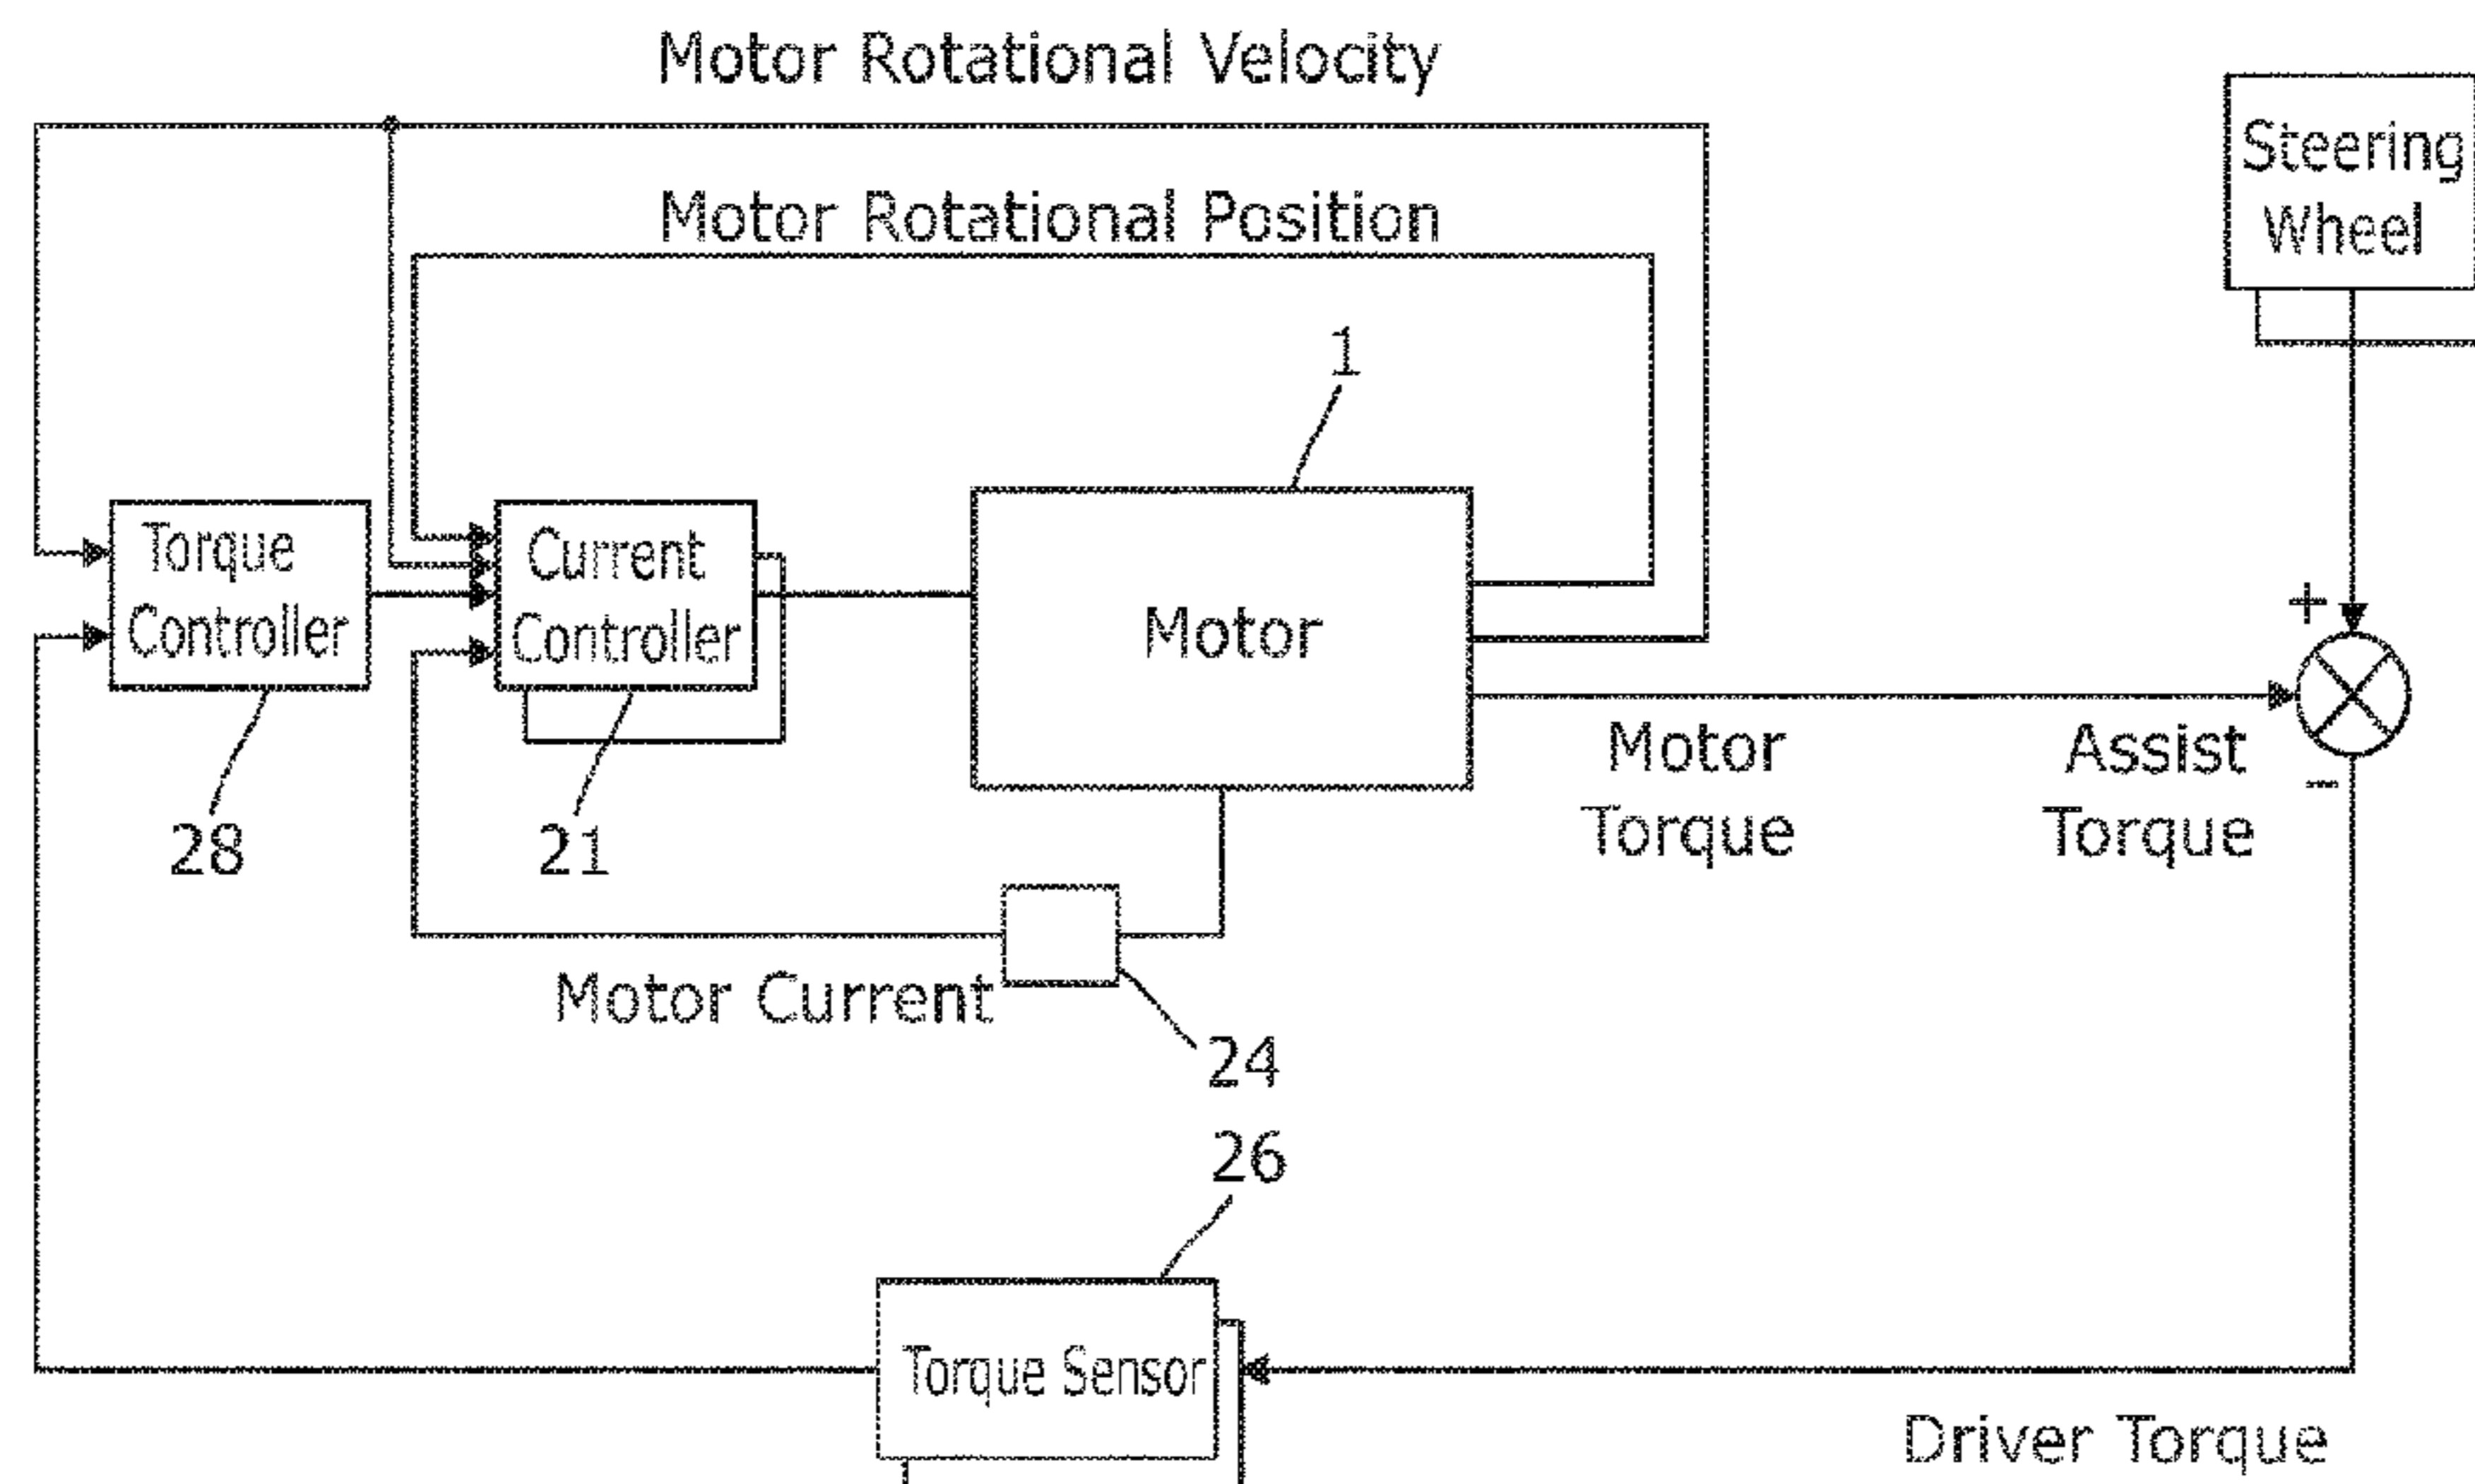 Motor Rotational Velocity
Steering
Wheel
Motor Rotational Position
1
Torque
Controller
Current
Controller
Motor
+
−
Motor
Torque
Assist
Torque
28
21
Motor Current
24
26
Torque Sensor
Driver Torque